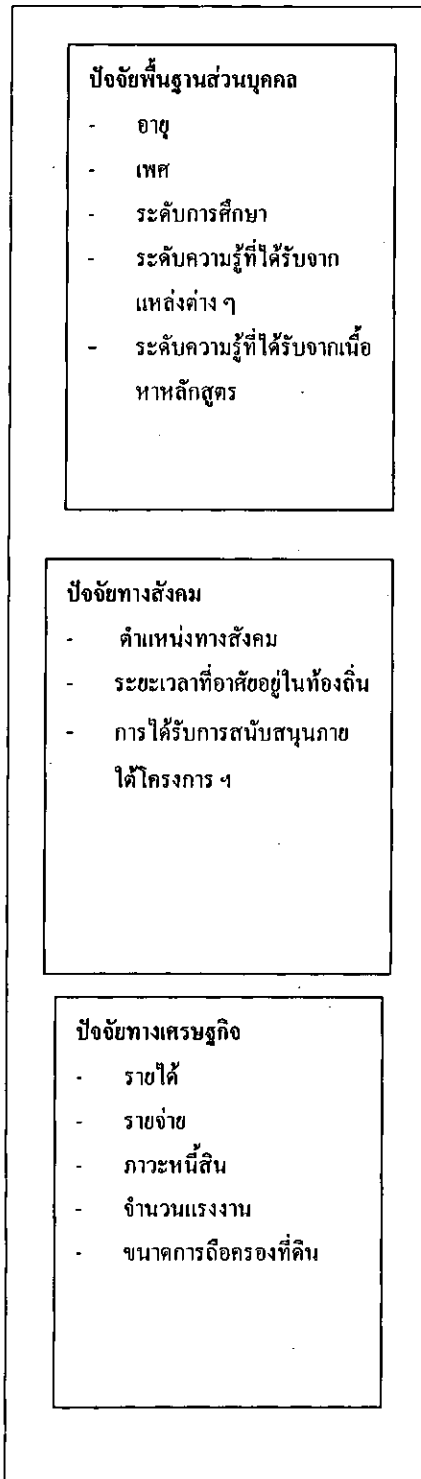 ปัจจัยพื้นฐานส่วนบุคคล
- อายุ
- เพศ
- ระดับการศึกษา
- ระดับความรู้ที่ได้รับจาก
แหล่งต่าง ๆ
- ระดับความรู้ที่ได้รับจากเนื้อ
หาหลักสูตร
ปัจจัยทางสังคม
- ตำแหน่งทางสังคม
- ระยะเวลาที่อาศัยอยู่ในท้องถิ่น
- การได้รับการสนับสนุนภาย
ใต้โครงการ ฯ
ปัจจัยทางเศรษฐกิจ
- รายได้
- รายจ่าย
- ภาวะหนี้สิน
- จำนวนแรงงาน
- ขนาดการถือครองที่ดิน